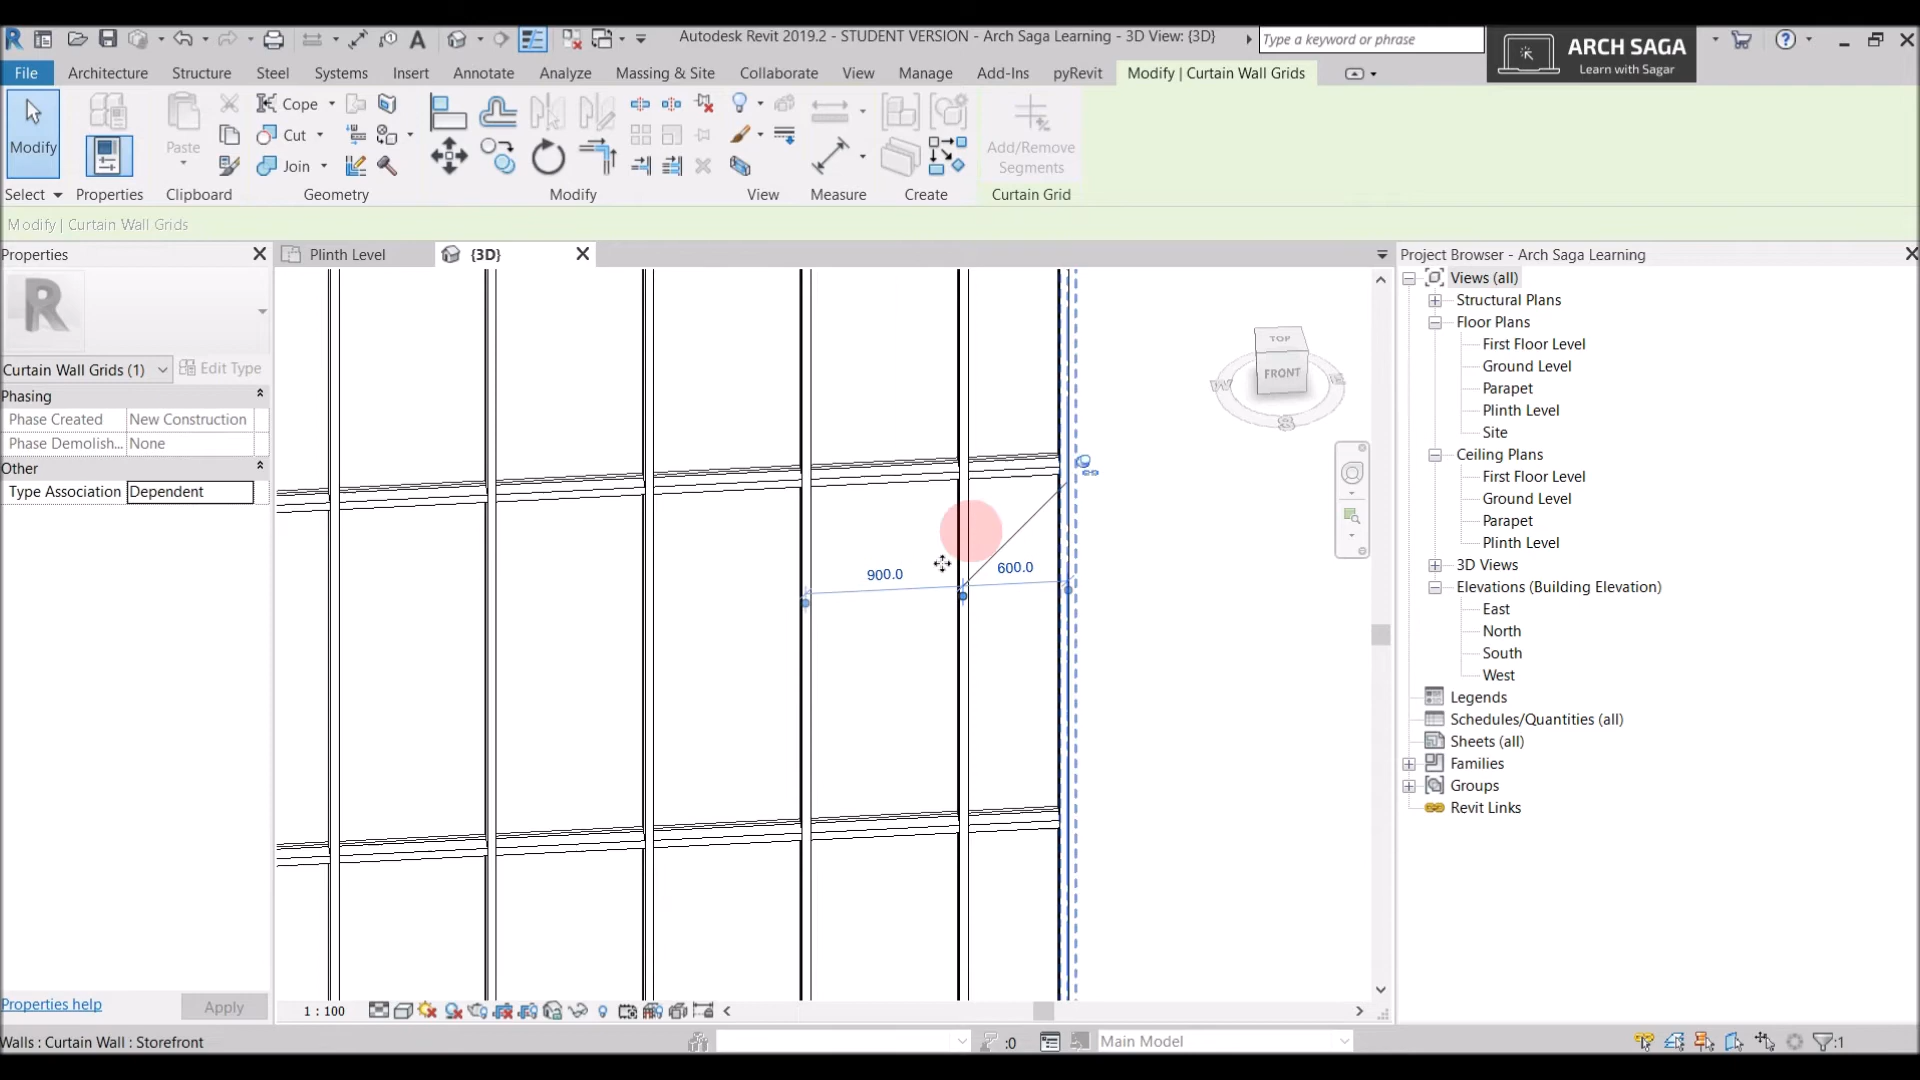 Autodesk Revit 2019.2 - STUDENT VERSION - Arch Saga Learning - 3D View: {3D}
Type a keyword or phrase
ARCH SAGA
Learn with Sagar
File Architecture Structure Steel Systems Insert Annotate Analyze Massing & Site Collaborate View Manage Add-Ins pyRevit Modify | Curtain Wall Grids
Cope
Cut
Join
Modify
Paste
Add/Remove
Segments
Select Properties Clipboard Geometry Modify View Measure Create Curtain Grid
Modify | Curtain Wall Grids
Properties
Plinth Level
{3D}
Project Browser - Arch Saga Learning
Curtain Wall Grids (1)
Edit Type
Phasing
Phase Created New Construction
Phase Demolish... None
Other
Type Association Dependent
Properties help
Apply
900.0
600.0
TOP
FRONT
W
S
Views (all)
Structural Plans
Floor Plans
First Floor Level
Ground Level
Parapet
Plinth Level
Site
Ceiling Plans
First Floor Level
Ground Level
Parapet
Plinth Level
3D Views
Elevations (Building Elevation)
East
North
South
West
Legends
Schedules/Quantities (all)
Sheets (all)
Families
Groups
Revit Links
1 : 100
Walls : Curtain Wall : Storefront
:0
Main Model
:1